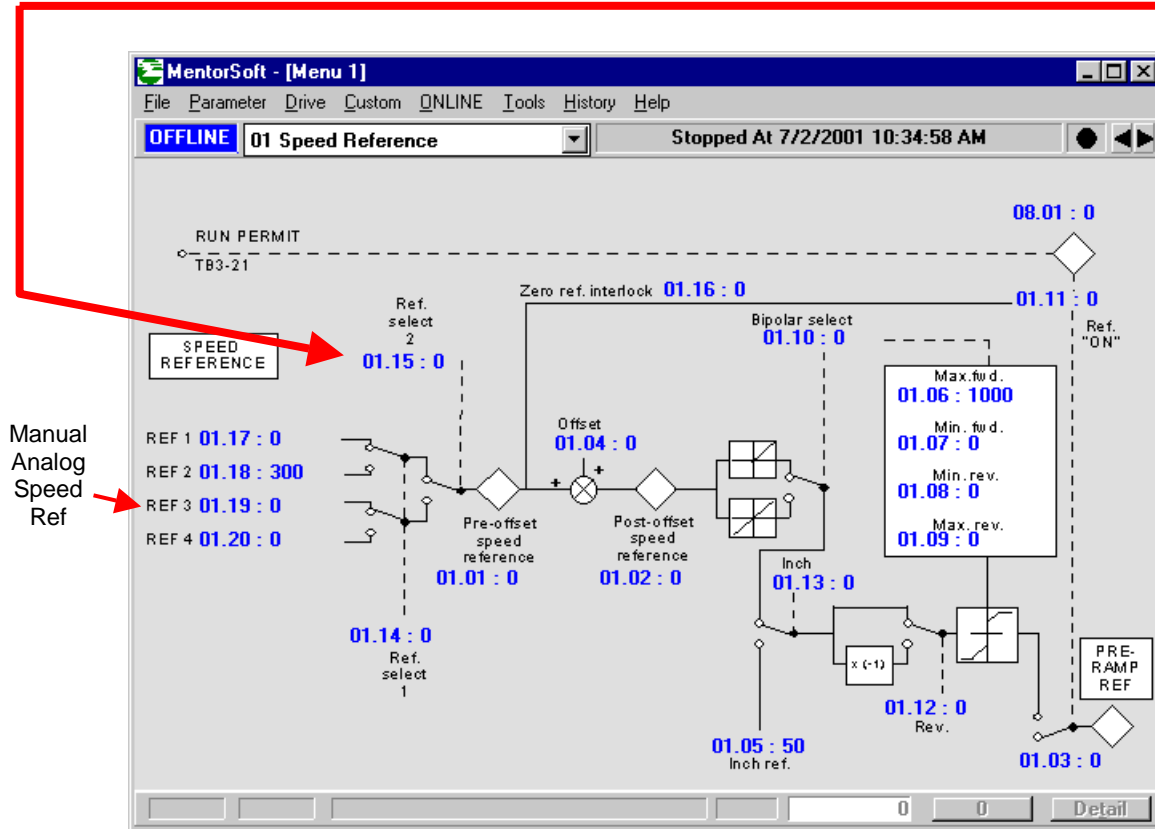 MentorSoft - [Menu 1]
File Parameter Drive Custom ONLINE Tools History Help
OFFLINE 01 Speed Reference Stopped At 7/2/2001 10:34:58 AM
08.01 : 0
RUN PERMIT
TB3-21
Zero ref. interlock 01.16 : 0
01.11 : 0
Ref.
"ON"
Ref.
select
2
01.15 : 0
Bipolar select
01.10 : 0
SPEED
REFERENCE
Max.fwd.
01.06 : 1000
Min. fwd.
01.07 : 0
Min. rev.
01.08 : 0
Max. rev.
01.09 : 0
Manual
Analog
Speed
Ref
REF 1 01.17 : 0
REF 2 01.18 : 300
REF 3 01.19 : 0
REF 4 01.20 : 0
Offset
01.04 : 0
+
+
Pre-offset
speed
reference
01.01 : 0
Post-offset
speed
reference
01.02 : 0
Inch
01.13 : 0
01.14 : 0
Ref.
select
1
x (-1)
01.12 : 0
Rev.
PRE-
RAMP
REF
01.05 : 50
Inch ref.
01.03 : 0
0 0 Detail